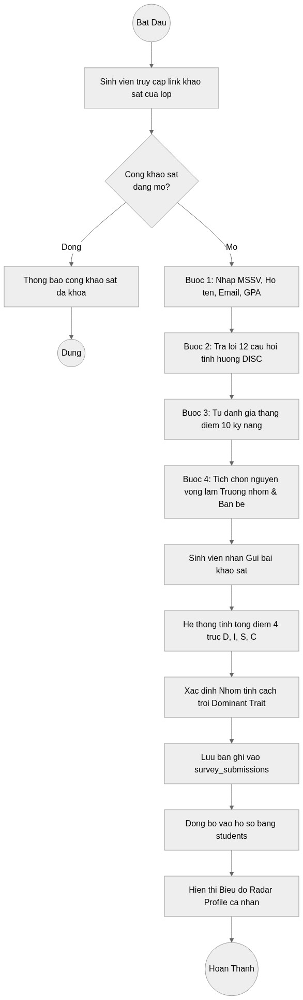 Bat Dau
Sinh vien truy cap link khao
sat cua lop
Cong khao sat
dang mo?
Dong
Mo
Thong bao cong khao sat
da khoa
Dung
Buoc 1: Nhap MSSV, Ho
ten, Email, GPA
Buoc 2: Tra loi 12 cau hoi
tinh huong DISC
Buoc 3: Tu danh gia thang
diem 10 ky nang
Buoc 4: Tich chon nguyen
vong lam Truong nhom &
Ban be
Sinh vien nhan Gui bai
khao sat
He thong tinh tong diem 4
truc D, I, S, C
Xac dinh Nhom tinh cach
troi Dominant Trait
Luu ban ghi vao
survey_submissions
Dong bo vao ho so bang
students
Hien thi Bieu do Radar
Profile ca nhan
Hoan Thanh